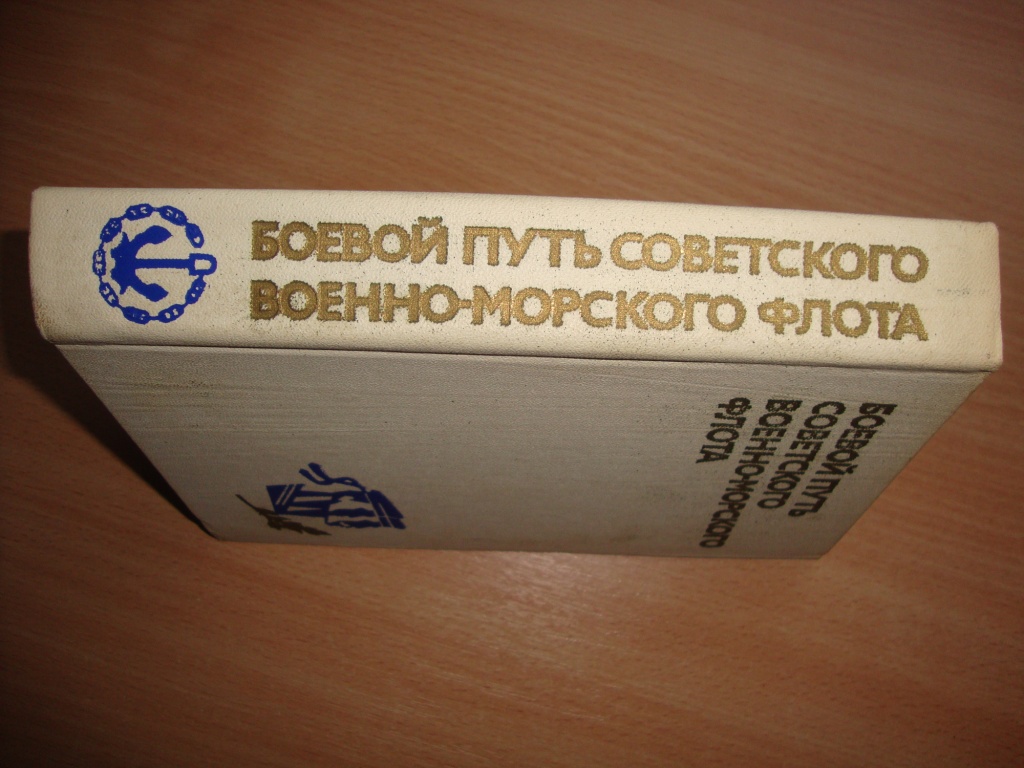 БОЕВОЙ ПУТЬ СОВЕТСКОГО
ВОЕННО-МОРСКОГО ФЛОТА
БОЕВОЙ ПУТЬ
СОВЕТСКОГО
ВОЕННО-МОРСКОГО
ФЛОТА